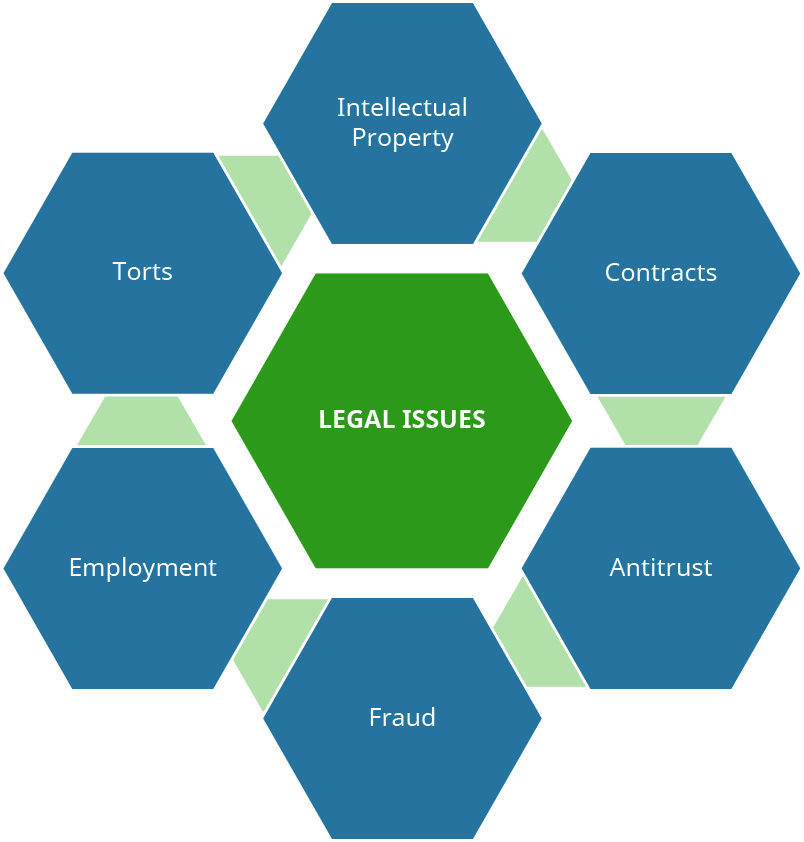 Intellectual
Property
Torts
Contracts
LEGAL ISSUES
Employment
Antitrust
Fraud